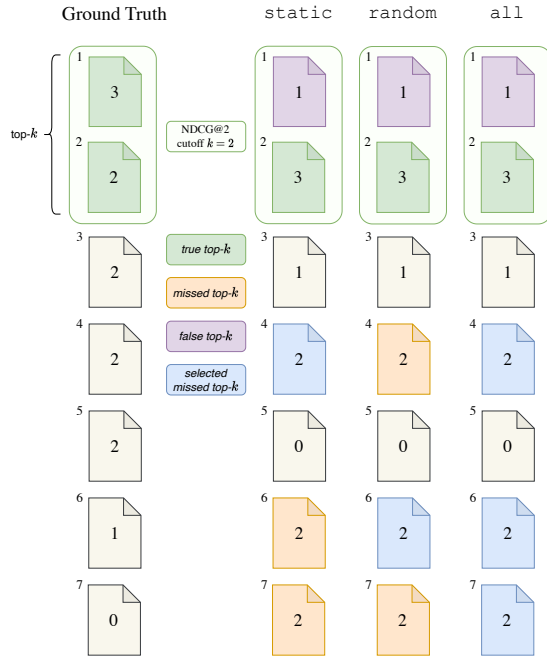 Ground Truth static random all
1 1 1 1
3 1 1 1
top-k
NDCG@2
cutoff k = 2
2 2 2 2
2 3 3 3
3 3 3 3
true top-k
2 1 1 1
missed top-k
4 4 4 4
false top-k
2 2 2 2
selected
missed top-k
5 5 5 5
2 0 0 0
6 6 6 6
1 2 2 2
7 7 7 7
0 2 2 2